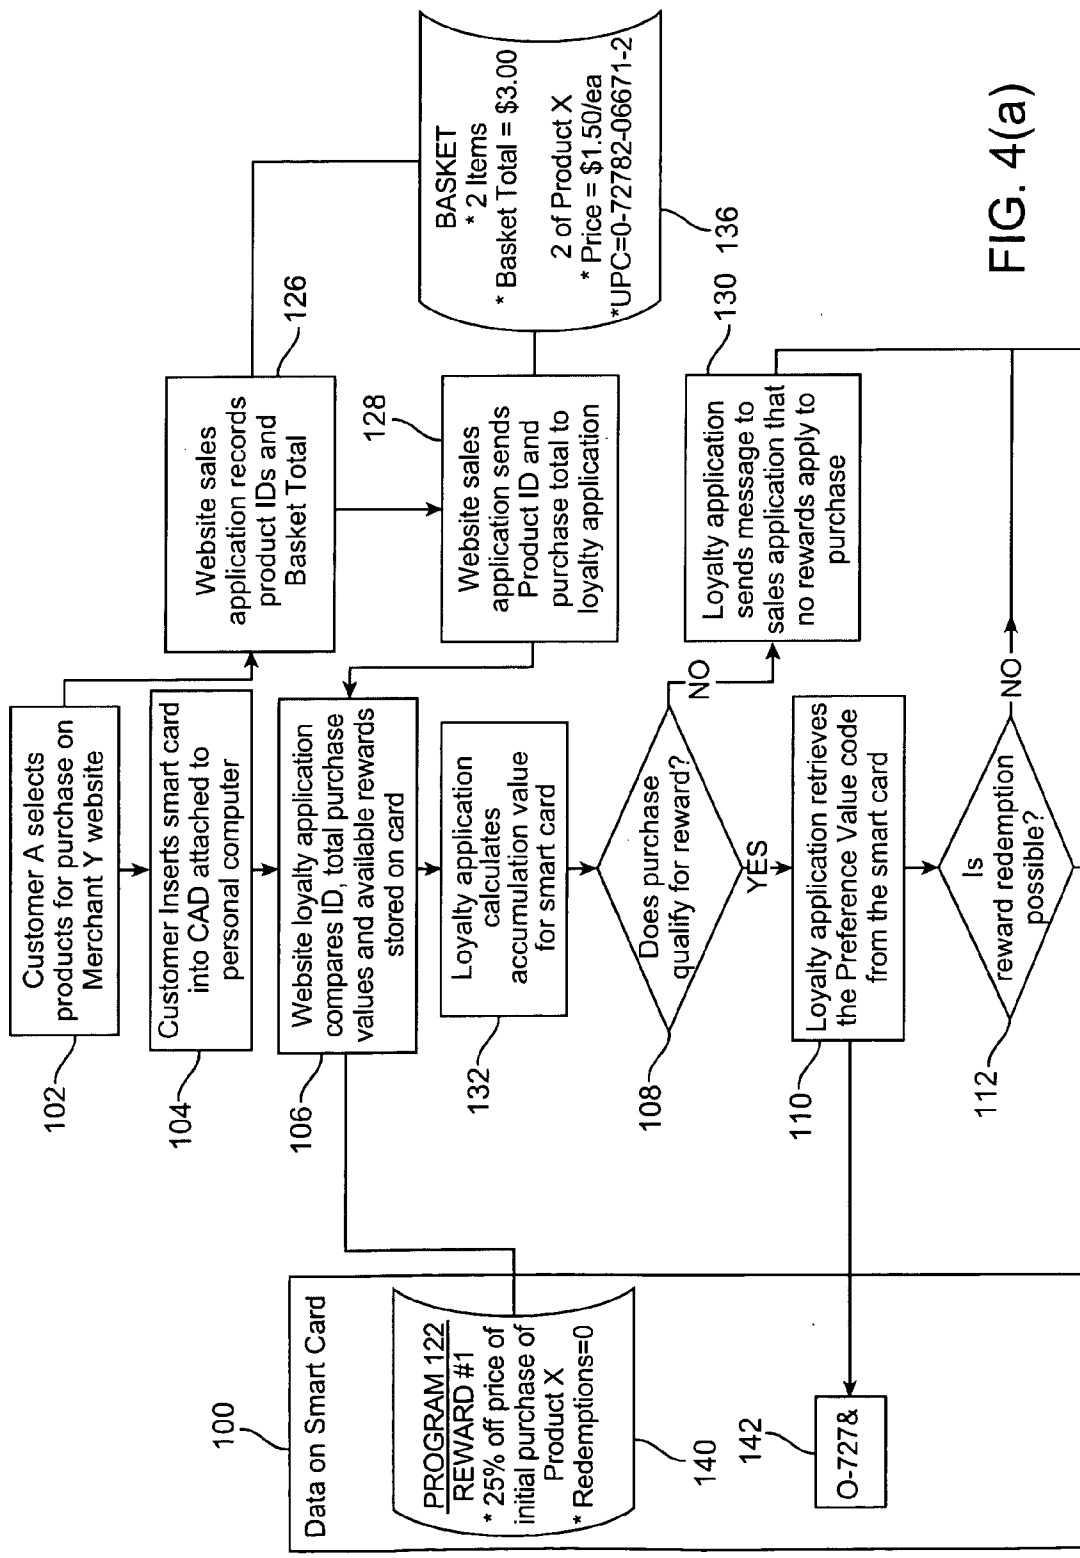 Customer A selects
products for purchase on
Merchant Y website
102
Customer Inserts smart card
into CAD attached to
personal computer
104
Website sales
application records
product IDs and
Basket Total
126
Website loyalty application
compares ID, total purchase
values and available rewards
stored on card
106
Website sales
application sends
Product ID and
purchase total to
loyalty application
128
BASKET
* 2 Items
* Basket Total = $3.00
2 of Product X
* Price = $1.50/ea
*UPC=0-72782-06671-2
136
Loyalty application
calculates
accumulation value
for smart card
132
Does purchase
qualify for reward?
108
NO
YES
Loyalty application
sends message to
sales application that
no rewards apply to
purchase
130
Loyalty application retrieves
the Preference Value code
from the smart card
110
Is
reward redemption
possible?
112
NO
100
Data on Smart Card
PROGRAM 122
REWARD #1
* 25% off price of
initial purchase of
Product X
* Redemptions=0
140
142
O-727&
FIG. 4(a)